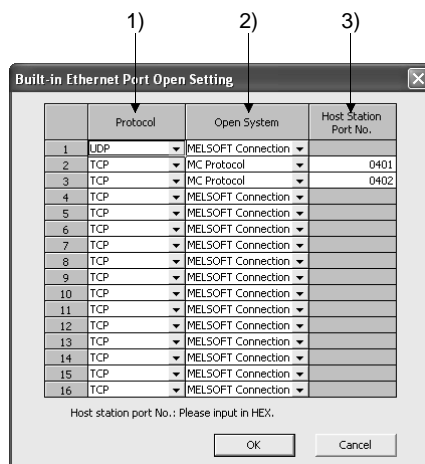 1) 2) 3)
Built-in Ethernet Port Open Setting
Protocol Open System Host Station Port No.
1 UDP MELSOFT Connection
2 TCP MC Protocol 0401
3 TCP MC Protocol 0402
4 TCP MELSOFT Connection
5 TCP MELSOFT Connection
6 TCP MELSOFT Connection
7 TCP MELSOFT Connection
8 TCP MELSOFT Connection
9 TCP MELSOFT Connection
10 TCP MELSOFT Connection
11 TCP MELSOFT Connection
12 TCP MELSOFT Connection
13 TCP MELSOFT Connection
14 TCP MELSOFT Connection
15 TCP MELSOFT Connection
16 TCP MELSOFT Connection
Host station port No.: Please input in HEX.
OK Cancel